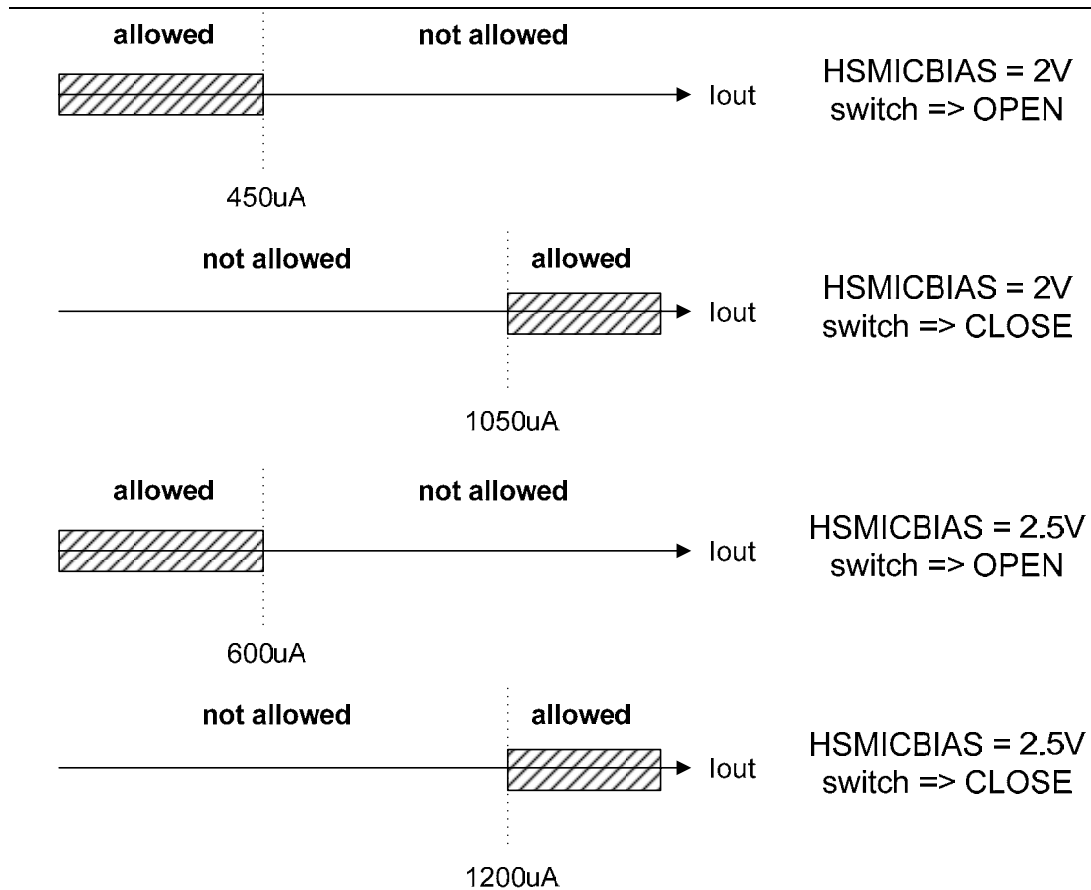 allowed
not allowed
Iout
HSMICBIAS = 2V
switch => OPEN
450uA
not allowed
allowed
Iout
HSMICBIAS = 2V
switch => CLOSE
1050uA
allowed
not allowed
Iout
HSMICBIAS = 2.5V
switch => OPEN
600uA
not allowed
allowed
Iout
HSMICBIAS = 2.5V
switch => CLOSE
1200uA